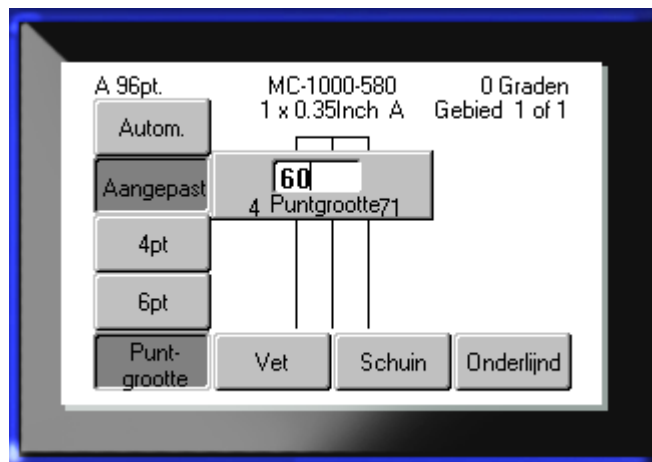 A 96pt. MC-1000-580 0 Graden
1 x 0.35Inch A Gebied 1 of 1
Autom.
Aangepast
60
4 Puntgrootte71
4pt
6pt
Punt-
grootte
Vet
Schuin
Onderlijnd